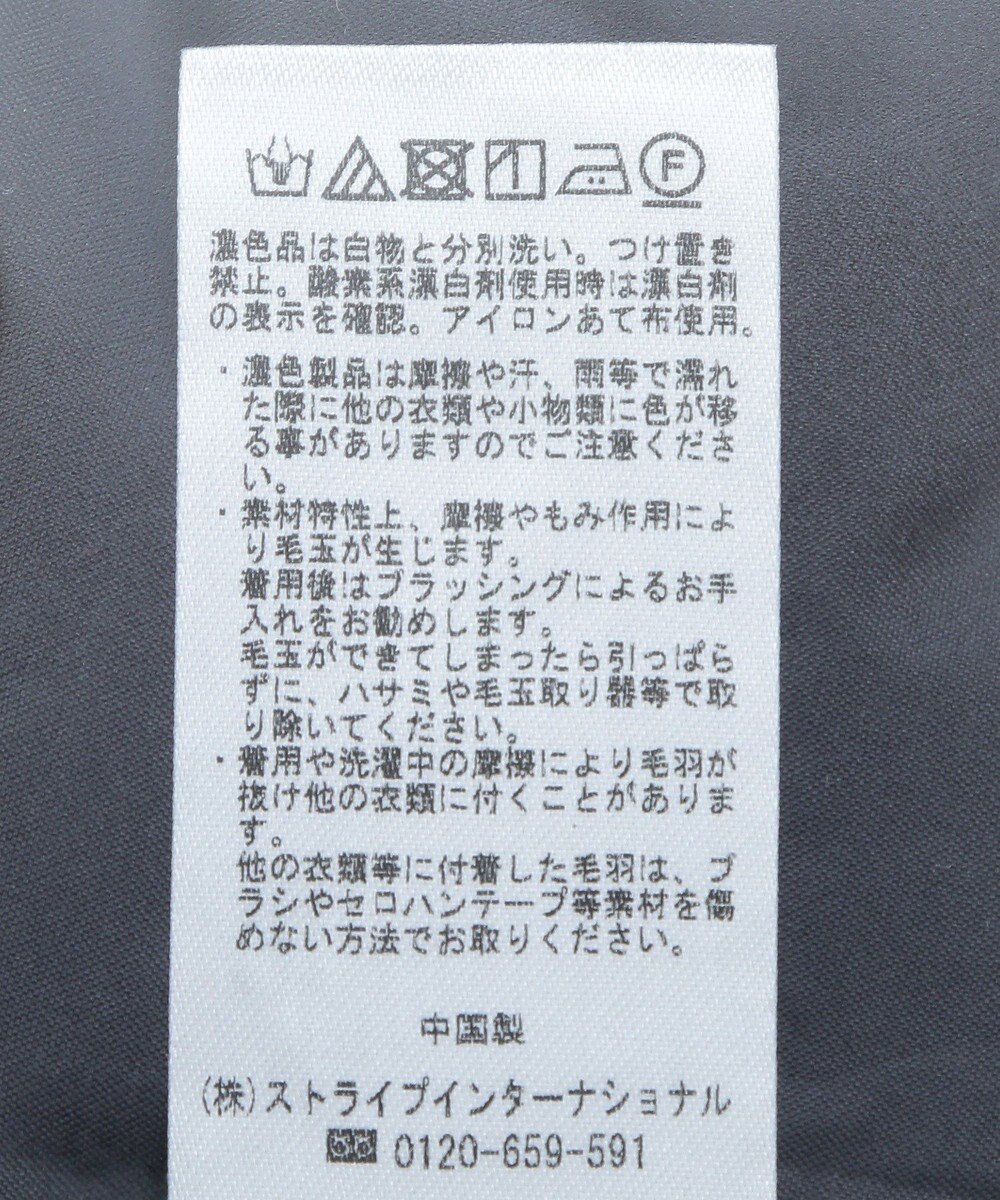 F
濃色品は白物と分別洗い。つけ置き
禁止。酸素系漂白剤使用時は漂白剤
の表示を確認。アイロンあて布使用。
・濃色製品は摩擦や汗、雨等で濡れ
た際に他の衣類や小物類に色が移
る事がありますのでご注意くださ
い。
・素材特性上、摩擦やもみ作用によ
り毛玉が生じます。
着用後はブラッシングによるお手
入れをお勧めします。
毛玉ができてしまったら引っぱら
ずに、ハサミや毛玉取り器等で取
り除いてください。
・着用や洗濯中の摩擦により毛羽が
抜け他の衣類に付くことがありま
す。
他の衣類等に付着した毛羽は、ブ
ラシやセロハンテープ等素材を傷
めない方法でお取りください。
中国製
(株)ストライプインターナショナル
0120-659-591